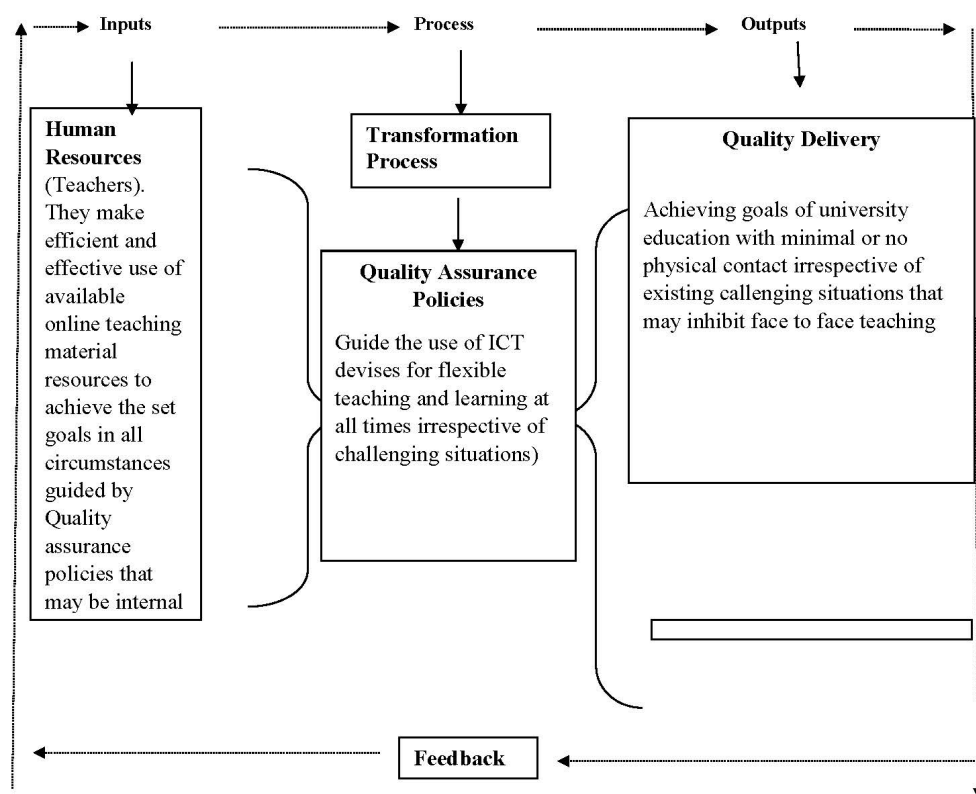 Inputs
Process
Outputs
Human
Resources
(Teachers).
They make
efficient and
effective use of
available
online teaching
material
resources to
achieve the set
goals in all
circumstances
guided by
Quality
assurance
policies that
may be internal
Transformation
Process
Quality Assurance
Policies
Guide the use of ICT
devises for flexible
teaching and learning at
all times irrespective of
challenging situations)
Quality Delivery
Achieving goals of university
education with minimal or no
physical contact irrespective of
existing callenging situations that
may inhibit face to face teaching
Feedback